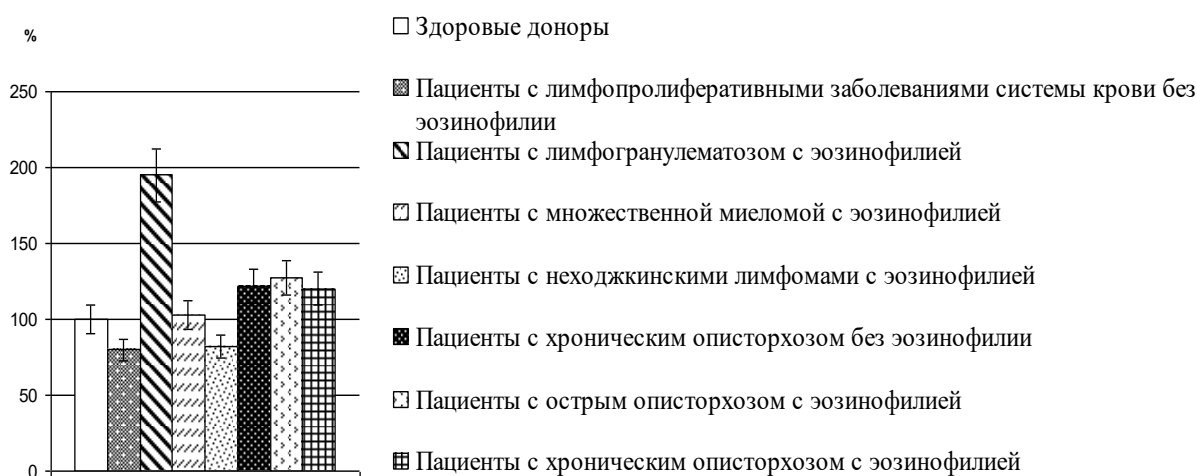 %
250
200
150
100
50
0
Здоровые доноры
Пациенты с лимфопролиферативными заболеваниями системы крови без
эозинофилии
Пациенты с лимфогранулематозом с эозинофилией
Пациенты с множественной миеломой с эозинофилией
Пациенты с неходжкинскими лимфомами с эозинофилией
Пациенты с хроническим описторхозом без эозинофилии
Пациенты с острым описторхозом с эозинофилией
Пациенты с хроническим описторхозом с эозинофилией